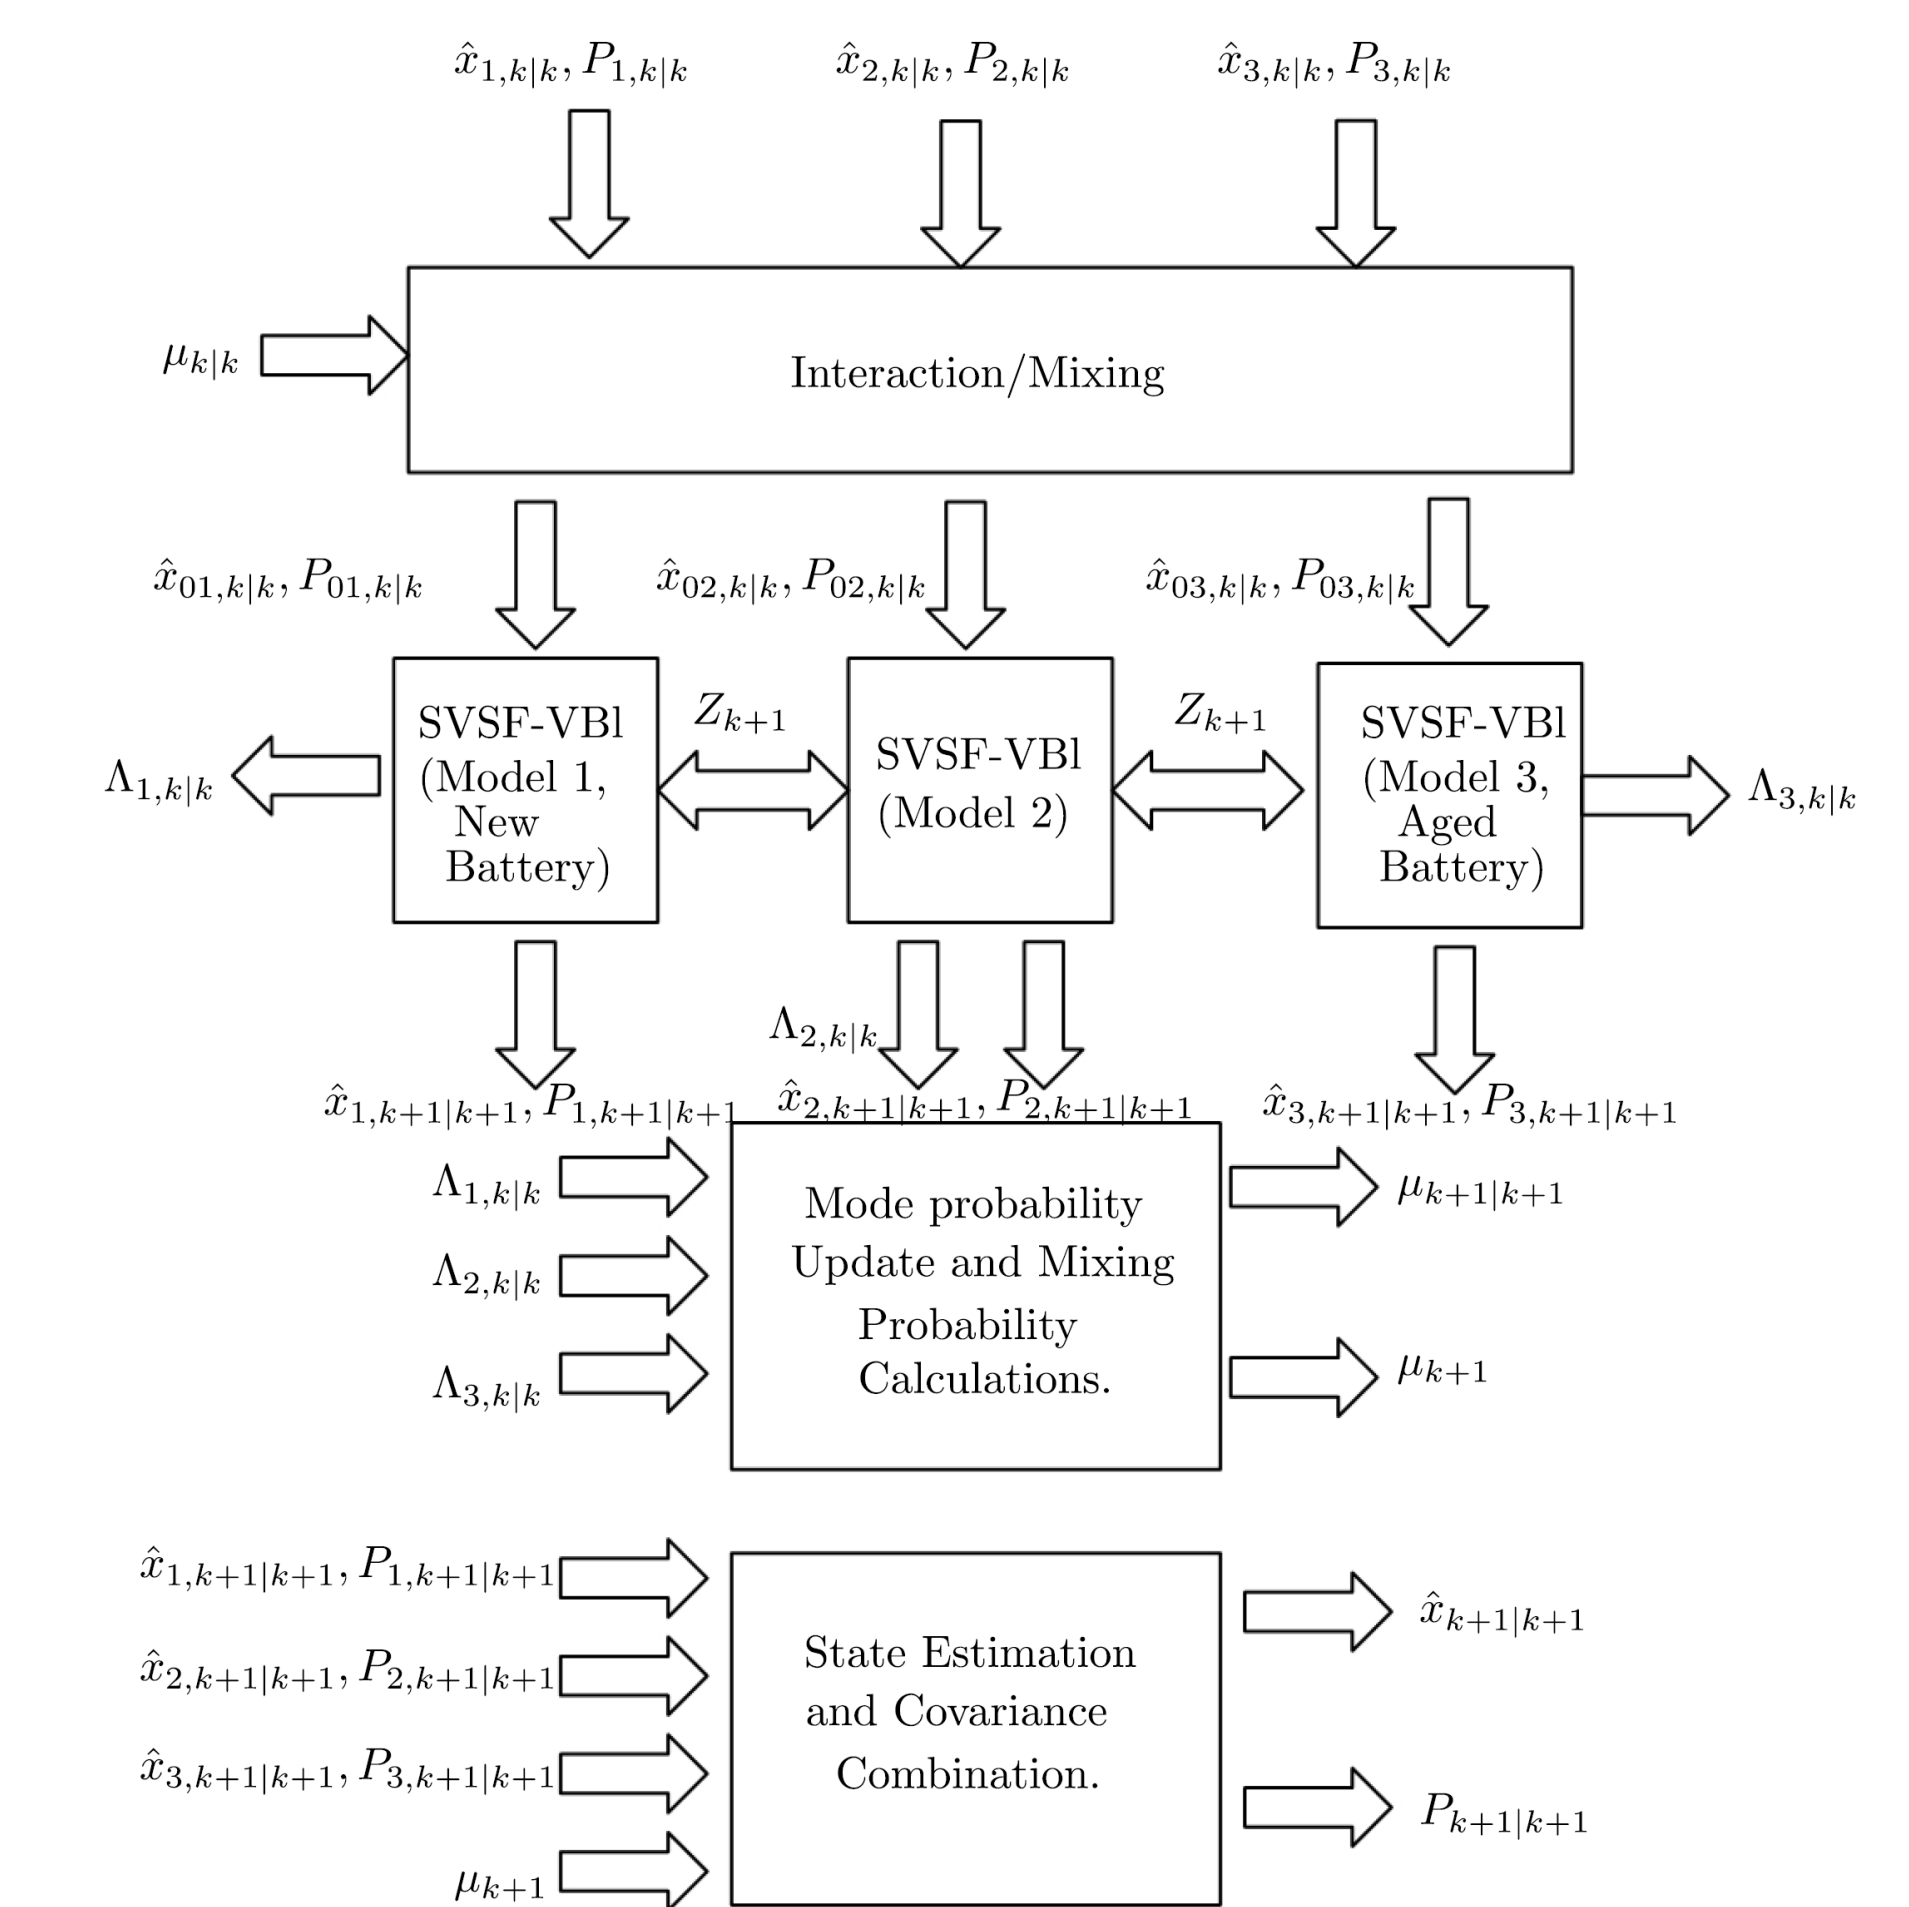 x̂₁,ₖ|ₖ, P₁,ₖ|ₖ
x̂₂,ₖ|ₖ, P₂,ₖ|ₖ
x̂₃,ₖ|ₖ, P₃,ₖ|ₖ
μₖ|ₖ
Interaction/Mixing
x̂₀₁,ₖ|ₖ, P₀₁,ₖ|ₖ
x̂₀₂,ₖ|ₖ, P₀₂,ₖ|ₖ
x̂₀₃,ₖ|ₖ, P₀₃,ₖ|ₖ
Λ₁,ₖ|ₖ
SVSF-VBl
(Model 1,
New
Battery)
Zₖ₊₁
SVSF-VBl
(Model 2)
Zₖ₊₁
SVSF-VBl
(Model 3,
Aged
Battery)
Λ₃,ₖ|ₖ
Λ₂,ₖ|ₖ
x̂₁,ₖ₊₁|ₖ₊₁, P₁,ₖ₊₁|ₖ₊₁
x̂₂,ₖ₊₁|ₖ₊₁, P₂,ₖ₊₁|ₖ₊₁
x̂₃,ₖ₊₁|ₖ₊₁, P₃,ₖ₊₁|ₖ₊₁
Λ₁,ₖ|ₖ
Λ₂,ₖ|ₖ
Λ₃,ₖ|ₖ
Mode probability
Update and Mixing
Probability
Calculations.
μₖ₊₁|ₖ₊₁
μₖ₊₁
x̂₁,ₖ₊₁|ₖ₊₁, P₁,ₖ₊₁|ₖ₊₁
x̂₂,ₖ₊₁|ₖ₊₁, P₂,ₖ₊₁|ₖ₊₁
x̂₃,ₖ₊₁|ₖ₊₁, P₃,ₖ₊₁|ₖ₊₁
μₖ₊₁
State Estimation
and Covariance
Combination.
x̂ₖ₊₁|ₖ₊₁
Pₖ₊₁|ₖ₊₁